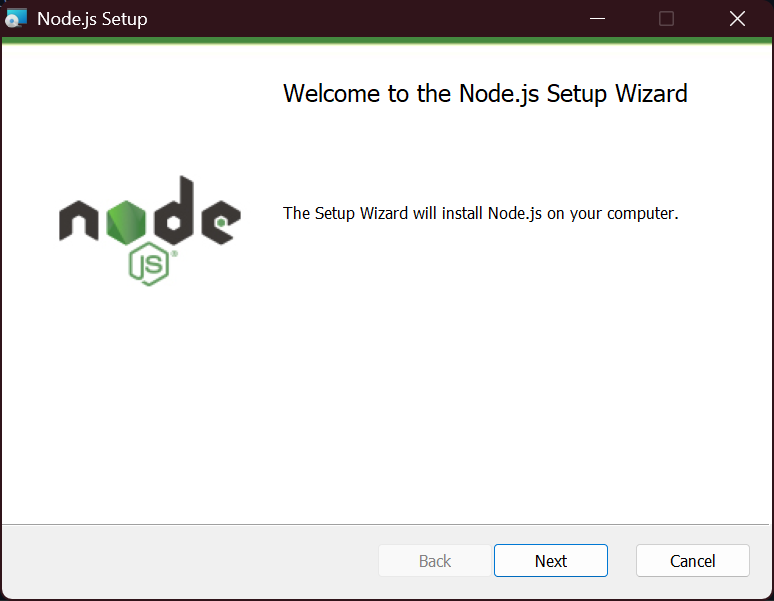 Node.js Setup
Welcome to the Node.js Setup Wizard
node
JS®
The Setup Wizard will install Node.js on your computer.
Back
Next
Cancel